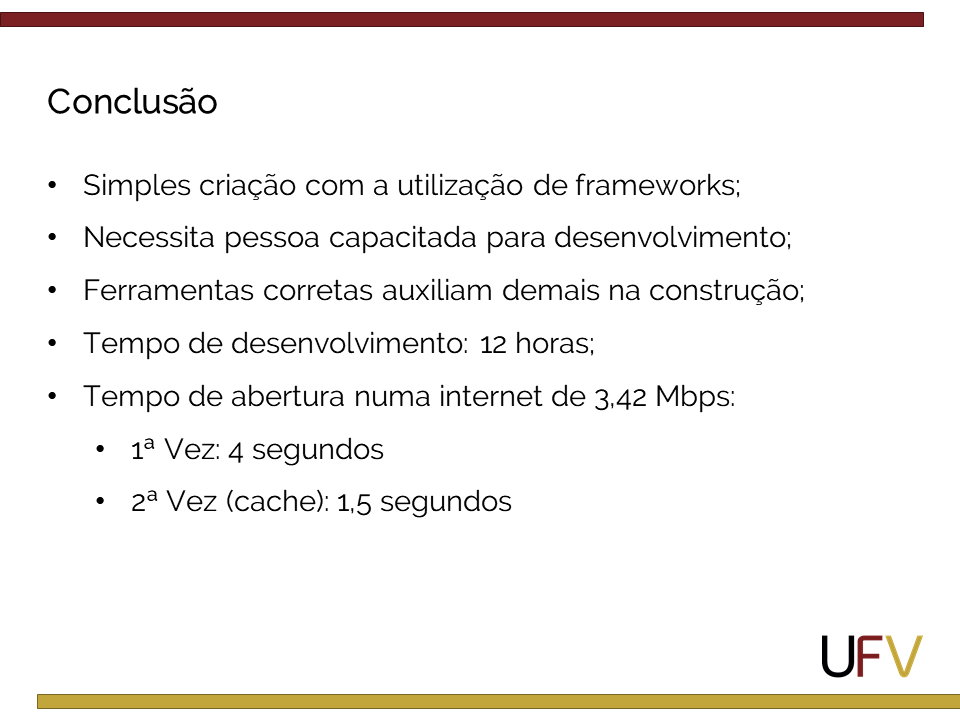 Conclusão
• Simples criação com a utilização de frameworks;
• Necessita pessoa capacitada para desenvolvimento;
• Ferramentas corretas auxiliam demais na construção;
• Tempo de desenvolvimento: 12 horas;
• Tempo de abertura numa internet de 3,42 Mbps:
• 1ª Vez: 4 segundos
• 2ª Vez (cache): 1,5 segundos
UFV